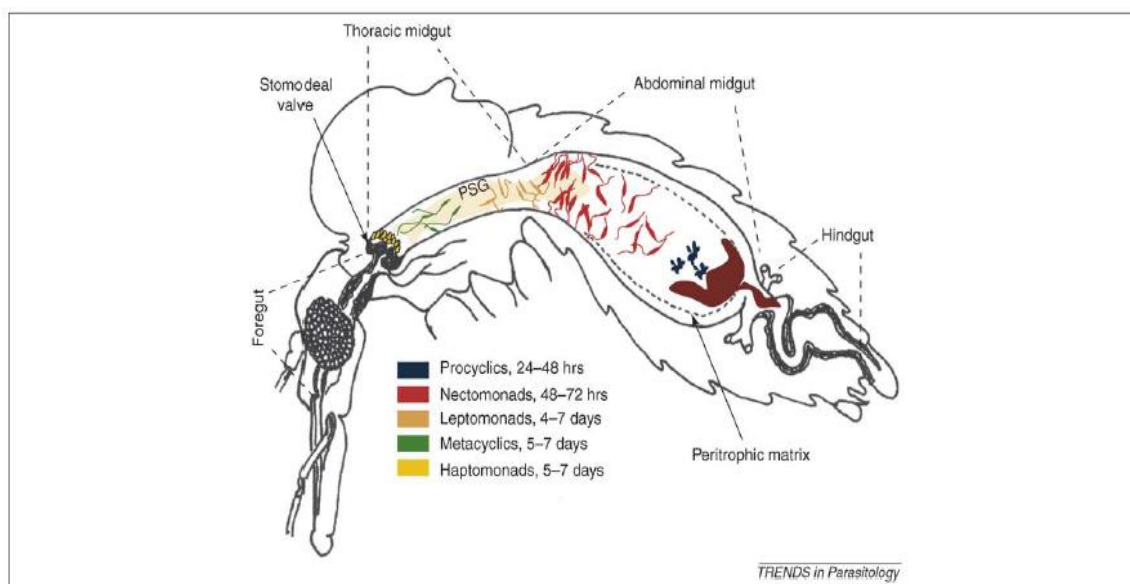 Thoracic midgut
Stomodeal
valve
Abdominal midgut
PSG
Hindgut
Foregut
Procyclics, 24–48 hrs
Nectomonads, 48–72 hrs
Leptomonads, 4–7 days
Metacyclics, 5–7 days
Haptomonads, 5–7 days
Peritrophic matrix
TRENDS in Parasitology